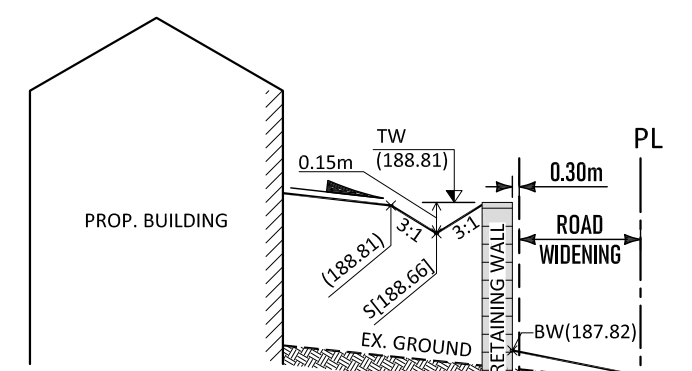 TW
(188.81)
PL
0.15m
0.30m
PROP. BUILDING
3:1
3:1
ROAD
WIDENING
(188.81)
S[188.66]
RETAINING WALL
BW(187.82)
EX. GROUND